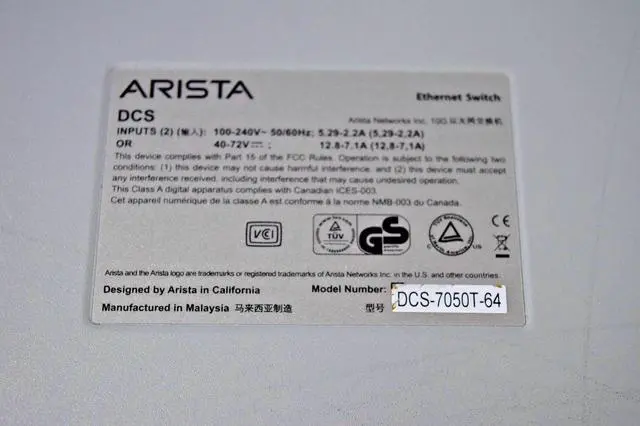 ARISTA
Ethernet Switch
DCS
Arista Networks Inc. 10G 以太网交换机
INPUTS (2) (输入): 100-240V~ 50/60Hz; 5.29-2.2A (5,29-2,2A)
OR 40-72V⎓; 12.8-7.1A (12,8-7,1A)
This device complies with Part 15 of the FCC Rules. Operation is subject to the following two
conditions: (1) this device may not cause harmful interference, and (2) this device must accept
any interference received, including interference that may cause undesired operation.
This Class A digital apparatus complies with Canadian ICES-003.
Cet appareil numérique de la classe A est conforme à la norme NMB-003 du Canada.
VCI
TÜV
GS
C US
CE
Arista and the Arista logo are trademarks or registered trademarks of Arista Networks Inc. in the U.S. and other countries.
Designed by Arista in California
Model Number: DCS-7050T-64
Manufactured in Malaysia 马来西亚制造
型号